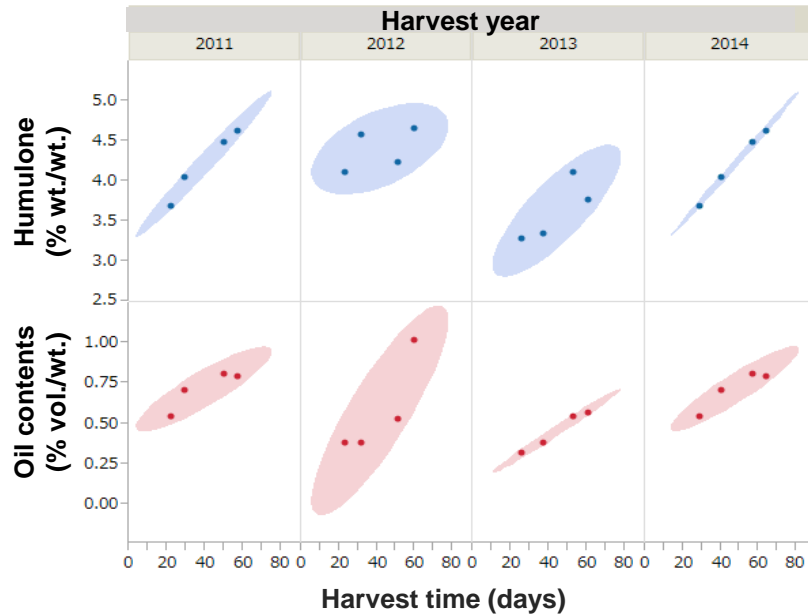 Harvest year
2011 2012 2013 2014
Humulone
(% wt./wt.)
5.0
4.5
4.0
3.5
3.0
2.5
Oil contents
(% vol./wt.)
1.00
0.75
0.50
0.25
0.00
0 20 40 60 80 0 20 40 60 80 0 20 40 60 80 0 20 40 60 80
Harvest time (days)